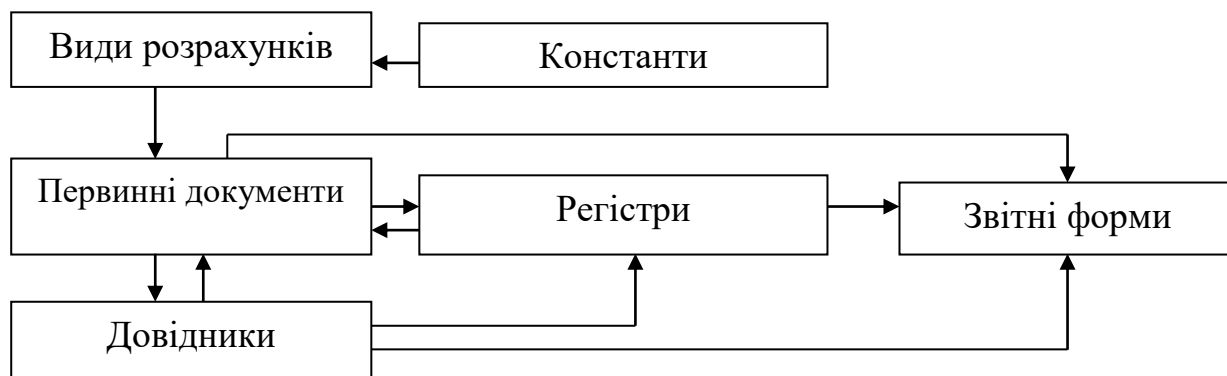 Види розрахунків
Константи
Первинні документи
Регістри
Звітні форми
Довідники